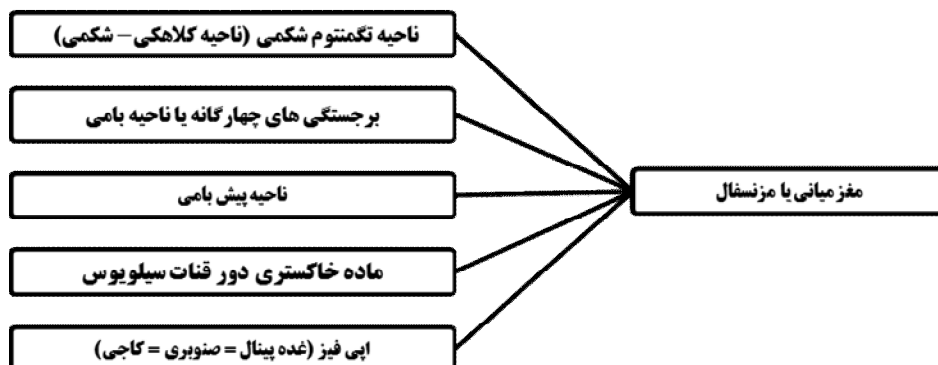 ناحیه تگمنتوم شکمی (ناحیه کلاهکی – شکمی)
برجستگی های چهارگانه یا ناحیه بامی
مغز میانی یا مزنسفال
ناحیه پیش بامی
ماده خاکستری دور قنات سیلویوس
اپی فیز (غده پینال = صنوبری = کاجی)